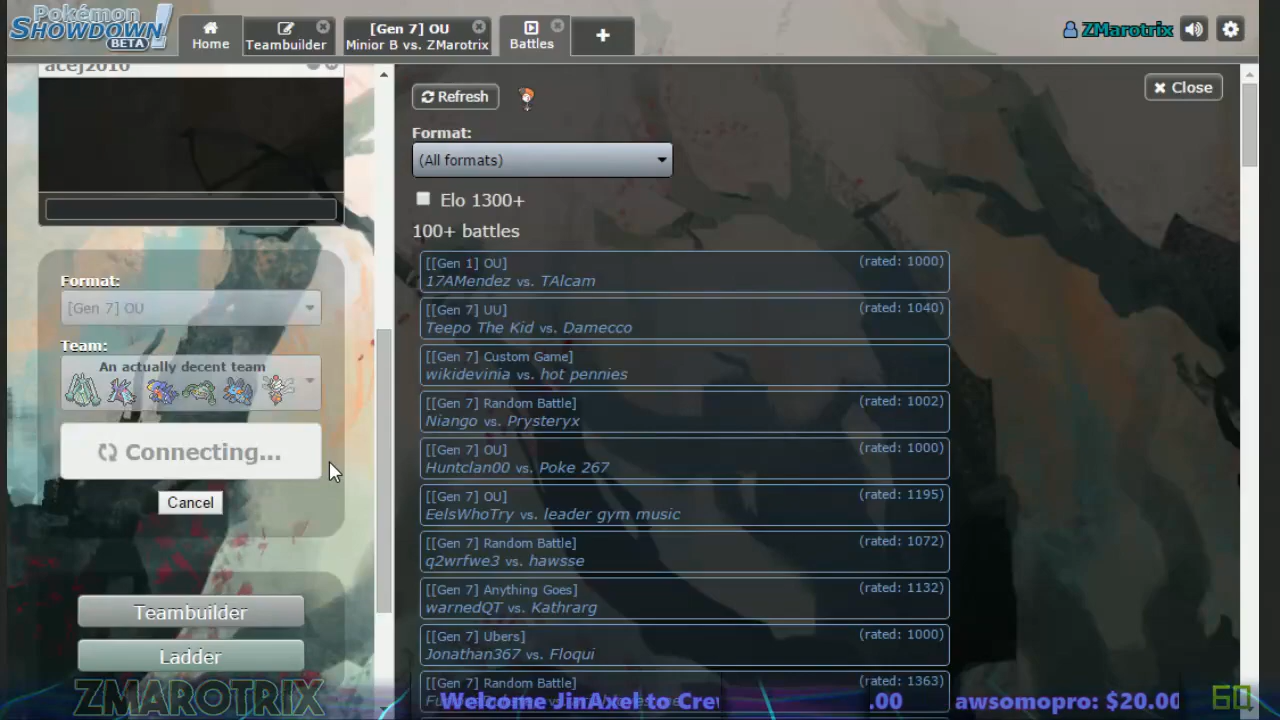 Pokémon
SHOWDOWN!
BETA
Home
Teambuilder
[Gen 7] OU
Minior B vs. ZMarotrix
Battles
+
ZMarotrix
acej2010
Format:
[Gen 7] OU
Team:
An actually decent team
Connecting...
Cancel
Teambuilder
Ladder
ZMAROTRIX
Refresh
Close
Format:
(All formats)
Elo 1300+
100+ battles
[[Gen 1] OU] (rated: 1000)
17AMendez vs. TAlcam
[[Gen 7] UU] (rated: 1040)
Teepo The Kid vs. Damecco
[[Gen 7] Custom Game]
wikidevinia vs. hot pennies
[[Gen 7] Random Battle] (rated: 1002)
Niango vs. Prysteryx
[[Gen 7] OU] (rated: 1000)
Huntclan00 vs. Poke 267
[[Gen 7] OU] (rated: 1195)
EelsWhoTry vs. leader gym music
[[Gen 7] Random Battle] (rated: 1072)
q2wrfwe3 vs. hawsse
[[Gen 7] Anything Goes] (rated: 1132)
warnedQT vs. Kathrarg
[[Gen 7] Ubers] (rated: 1000)
Jonathan367 vs. Floqui
[[Gen 7] Random Battle] (rated: 1363)
Welcome JinAxel to Crew .00 awsomopro: $20.00
60